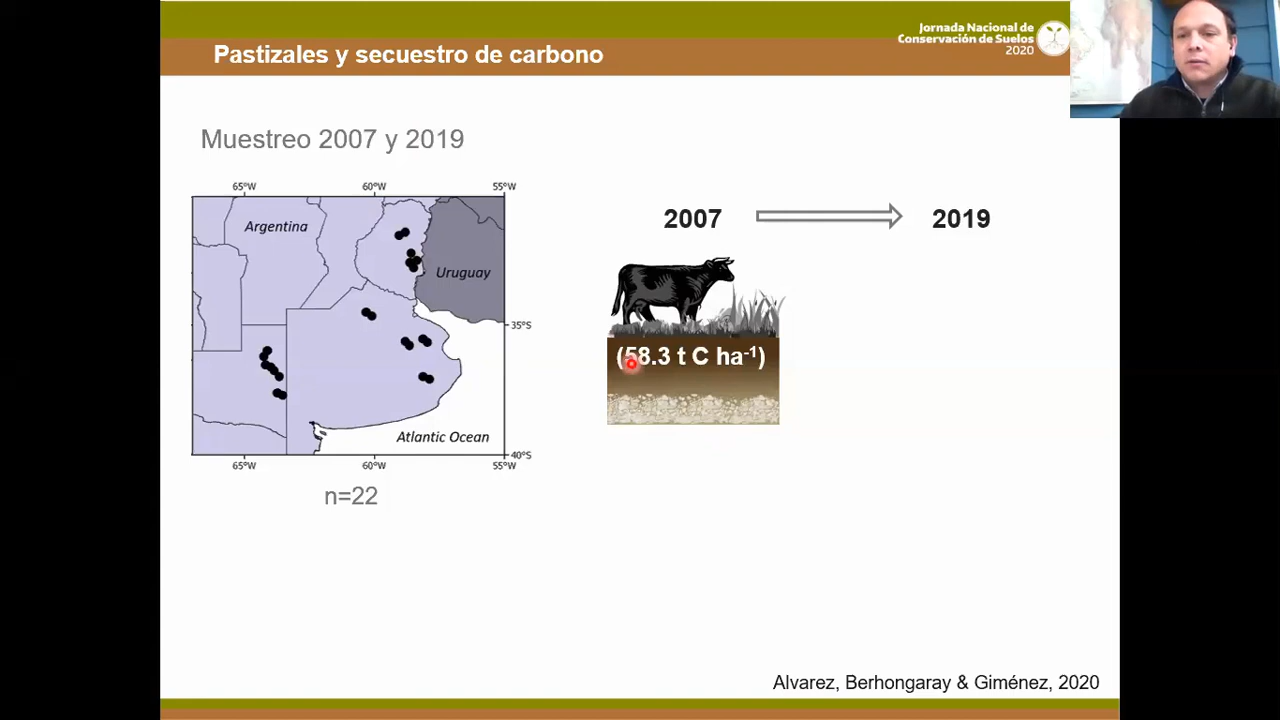 Pastizales y secuestro de carbono
Jornada Nacional de
Conservación de Suelos
2020
Muestreo 2007 y 2019
65°W
60°W
55°W
Argentina
Uruguay
35°S
Atlantic Ocean
40°S
65°W
60°W
55°W
n=22
2007
2019
(58.3 t C ha⁻¹)
Alvarez, Berhongaray & Giménez, 2020